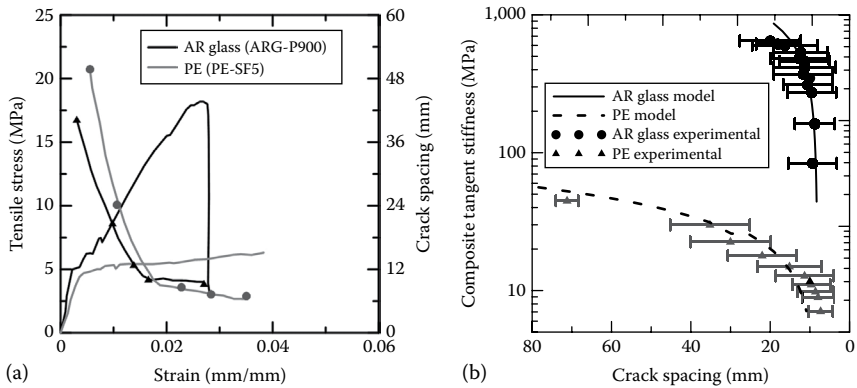 25
20
15
10
5
0
Tensile stress (MPa)
AR glass (ARG-P900)
PE (PE-SF5)
60
48
36
24
12
0
Crack spacing (mm)
0
0.02
0.04
0.06
Strain (mm/mm)
(a)
1,000
100
10
Composite tangent stiffness (MPa)
AR glass model
PE model
AR glass experimental
PE experimental
80
60
40
20
0
Crack spacing (mm)
(b)